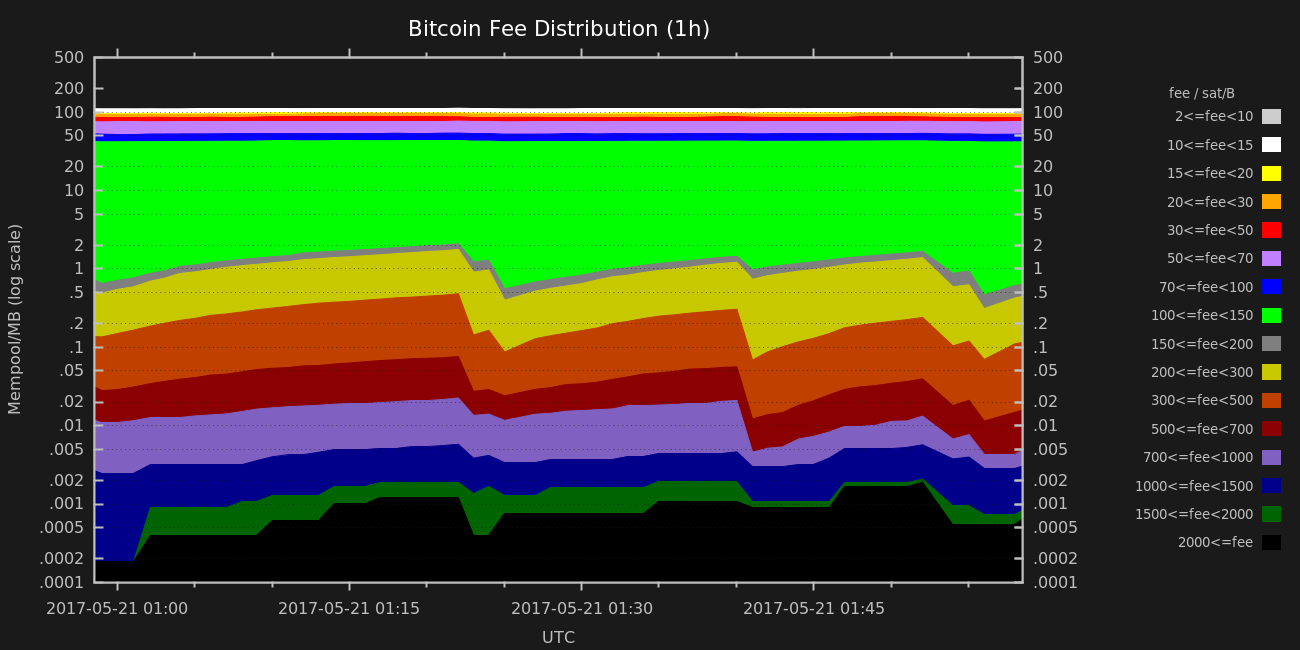 Bitcoin Fee Distribution (1h)
Mempool/MB (log scale)
500
200
100
50
20
10
5
2
1
.5
.2
.1
.05
.02
.01
.005
.002
.001
.0005
.0002
.0001
500
200
100
50
20
10
5
2
1
.5
.2
.1
.05
.02
.01
.005
.002
.001
.0005
.0002
.0001
2017-05-21 01:00
2017-05-21 01:15
2017-05-21 01:30
2017-05-21 01:45
UTC
fee / sat/B
2<=fee<10
10<=fee<15
15<=fee<20
20<=fee<30
30<=fee<50
50<=fee<70
70<=fee<100
100<=fee<150
150<=fee<200
200<=fee<300
300<=fee<500
500<=fee<700
700<=fee<1000
1000<=fee<1500
1500<=fee<2000
2000<=fee